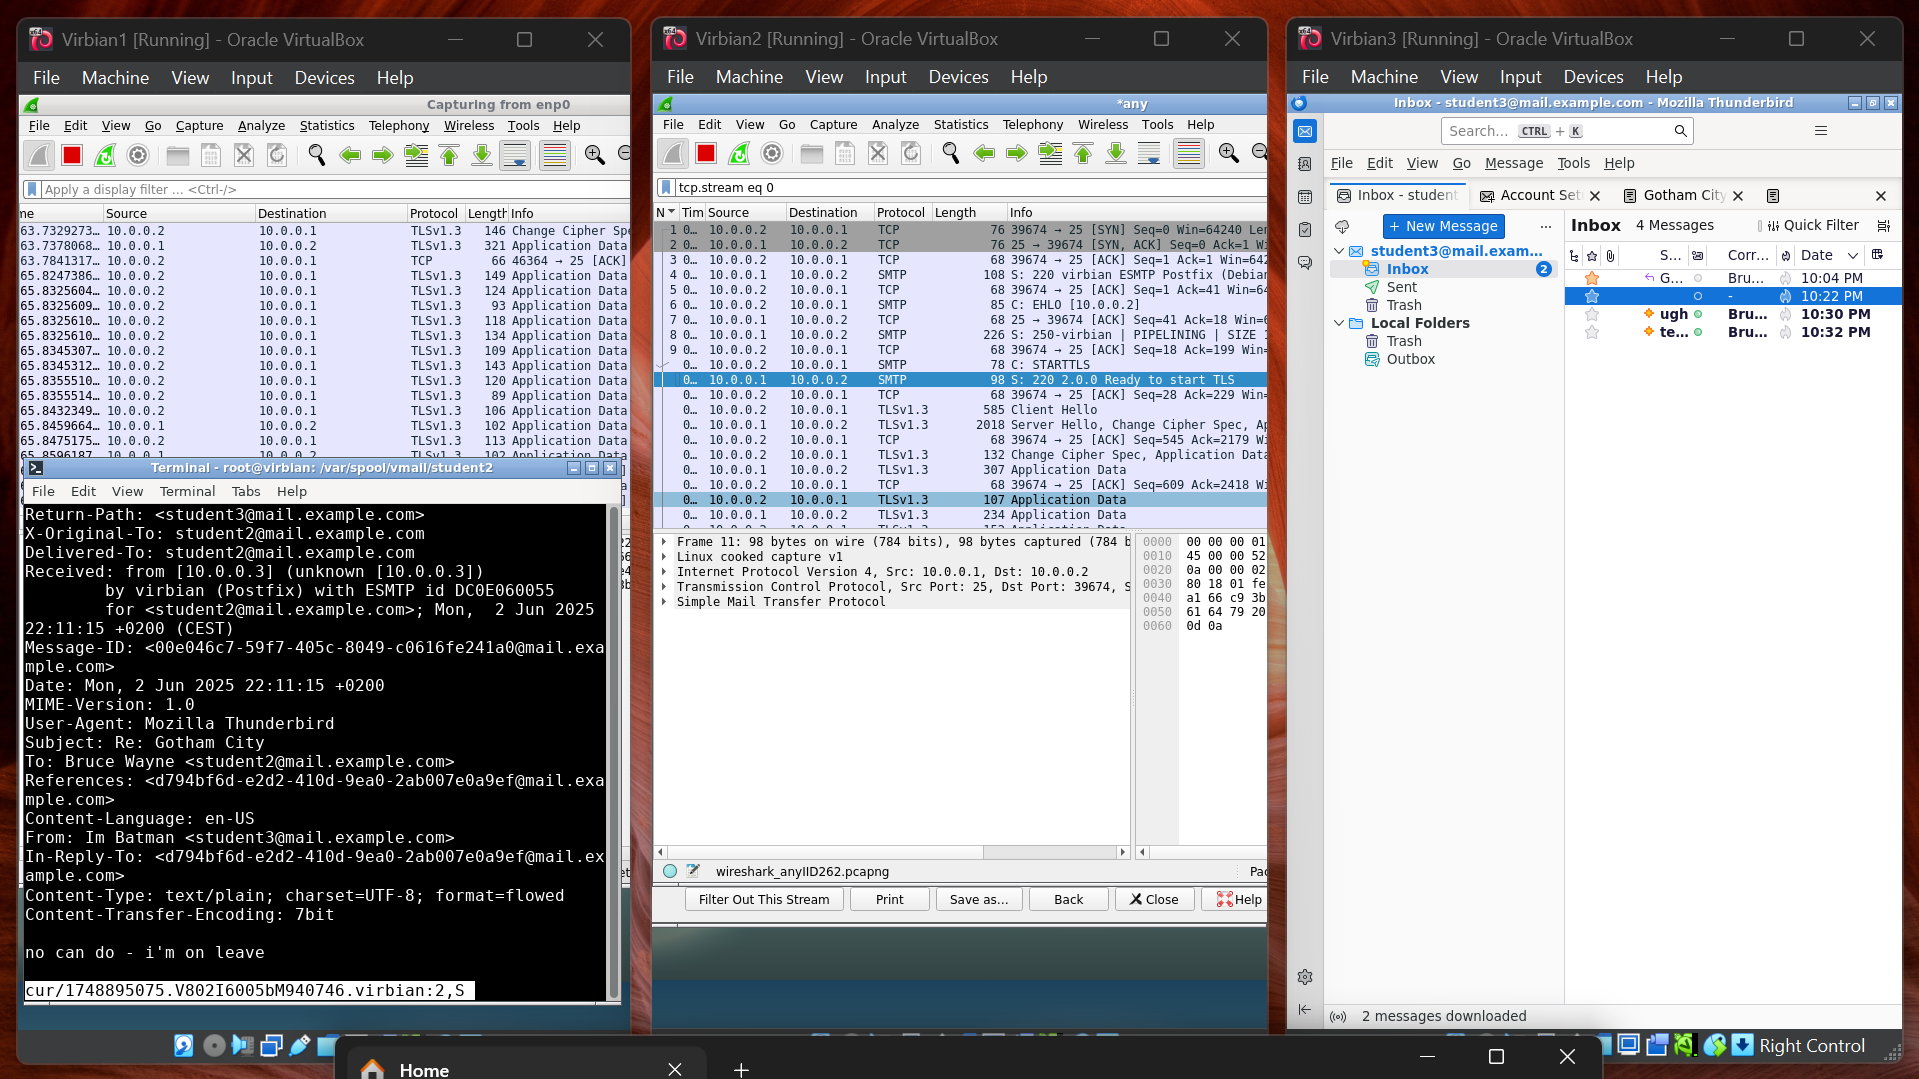 Virbian1 [Running] - Oracle VirtualBox
File Machine View Input Devices Help
Capturing from enp0
File Edit View Go Capture Analyze Statistics Telephony Wireless Tools Help
Apply a display filter ... <Ctrl-/>
me Source Destination Protocol Length Info
63.7329273… 10.0.0.2 10.0.0.1 TLSv1.3 146 Change Cipher Spe
63.7378068… 10.0.0.1 10.0.0.2 TLSv1.3 321 Application Data
63.7841317… 10.0.0.2 10.0.0.1 TCP 66 46364 → 25 [ACK]
65.8247386… 10.0.0.2 10.0.0.1 TLSv1.3 149 Application Data
65.8325604… 10.0.0.1 10.0.0.2 TLSv1.3 124 Application Data
65.8325609… 10.0.0.2 10.0.0.1 TLSv1.3 93 Application Data
65.8325610… 10.0.0.2 10.0.0.1 TLSv1.3 118 Application Data
65.8325610… 10.0.0.2 10.0.0.1 TLSv1.3 134 Application Data
65.8345307… 10.0.0.2 10.0.0.1 TLSv1.3 109 Application Data
65.8345312… 10.0.0.2 10.0.0.1 TLSv1.3 143 Application Data
65.8355510… 10.0.0.2 10.0.0.1 TLSv1.3 120 Application Data
65.8355514… 10.0.0.2 10.0.0.1 TLSv1.3 89 Application Data
65.8432349… 10.0.0.2 10.0.0.1 TLSv1.3 106 Application Data
65.8459664… 10.0.0.1 10.0.0.2 TLSv1.3 102 Application Data
65.8475175… 10.0.0.2 10.0.0.1 TLSv1.3 113 Application Data
65.8596187 10.0.0.1 10.0.0.2 TLSv1.3 102 Application Data
Terminal - root@virbian: /var/spool/vmail/student2
File Edit View Terminal Tabs Help
Return-Path: <student3@mail.example.com>
X-Original-To: student2@mail.example.com
Delivered-To: student2@mail.example.com
Received: from [10.0.0.3] (unknown [10.0.0.3])
by virbian (Postfix) with ESMTP id DC0E060055
for <student2@mail.example.com>; Mon, 2 Jun 2025
22:11:15 +0200 (CEST)
Message-ID: <00e046c7-59f7-405c-8049-c0616fe241a0@mail.exa
mple.com>
Date: Mon, 2 Jun 2025 22:11:15 +0200
MIME-Version: 1.0
User-Agent: Mozilla Thunderbird
Subject: Re: Gotham City
To: Bruce Wayne <student2@mail.example.com>
References: <d794bf6d-e2d2-410d-9ea0-2ab007e0a9ef@mail.exa
mple.com>
Content-Language: en-US
From: Im Batman <student3@mail.example.com>
In-Reply-To: <d794bf6d-e2d2-410d-9ea0-2ab007e0a9ef@mail.ex
ample.com>
Content-Type: text/plain; charset=UTF-8; format=flowed
Content-Transfer-Encoding: 7bit
no can do - i'm on leave
cur/1748895075.V802I6005bM940746.virbian:2,S
Virbian2 [Running] - Oracle VirtualBox
File Machine View Input Devices Help
*any
File Edit View Go Capture Analyze Statistics Telephony Wireless Tools Help
tcp.stream eq 0
N Tim Source Destination Protocol Length Info
1 0… 10.0.0.2 10.0.0.1 TCP 76 39674 → 25 [SYN] Seq=0 Win=64240 Ler
2 0… 10.0.0.1 10.0.0.2 TCP 76 25 → 39674 [SYN, ACK] Seq=0 Ack=1 Wi
3 0… 10.0.0.2 10.0.0.1 TCP 68 39674 → 25 [ACK] Seq=1 Ack=1 Win=642
4 0… 10.0.0.1 10.0.0.2 SMTP 108 S: 220 virbian ESMTP Postfix (Debian
5 0… 10.0.0.2 10.0.0.1 TCP 68 39674 → 25 [ACK] Seq=1 Ack=41 Win=64
6 0… 10.0.0.2 10.0.0.1 SMTP 85 C: EHLO [10.0.0.2]
7 0… 10.0.0.1 10.0.0.2 TCP 68 25 → 39674 [ACK] Seq=41 Ack=18 Win=6
8 0… 10.0.0.1 10.0.0.2 SMTP 226 S: 250-virbian | PIPELINING | SIZE 1
9 0… 10.0.0.2 10.0.0.1 TCP 68 39674 → 25 [ACK] Seq=18 Ack=199 Win=
0… 10.0.0.2 10.0.0.1 SMTP 78 C: STARTTLS
0… 10.0.0.1 10.0.0.2 SMTP 98 S: 220 2.0.0 Ready to start TLS
0… 10.0.0.2 10.0.0.1 TCP 68 39674 → 25 [ACK] Seq=28 Ack=229 Win=
0… 10.0.0.2 10.0.0.1 TLSv1.3 585 Client Hello
0… 10.0.0.1 10.0.0.2 TLSv1.3 2018 Server Hello, Change Cipher Spec, Ap
0… 10.0.0.2 10.0.0.1 TCP 68 39674 → 25 [ACK] Seq=545 Ack=2179 Wi
0… 10.0.0.2 10.0.0.1 TLSv1.3 132 Change Cipher Spec, Application Data
0… 10.0.0.1 10.0.0.2 TLSv1.3 307 Application Data
0… 10.0.0.2 10.0.0.1 TCP 68 39674 → 25 [ACK] Seq=609 Ack=2418 Wi
0… 10.0.0.2 10.0.0.1 TLSv1.3 107 Application Data
0… 10.0.0.1 10.0.0.2 TLSv1.3 234 Application Data
Frame 11: 98 bytes on wire (784 bits), 98 bytes captured (784 b
Linux cooked capture v1
Internet Protocol Version 4, Src: 10.0.0.1, Dst: 10.0.0.2
Transmission Control Protocol, Src Port: 25, Dst Port: 39674, S
Simple Mail Transfer Protocol
0000 00 00 00 01
0010 45 00 00 52
0020 0a 00 00 02
0030 80 18 01 fe
0040 a1 66 c9 3b
0050 61 64 79 20
0060 0d 0a
wireshark_anyIID262.pcapng
Pac
Filter Out This Stream Print Save as… Back Close Help
Virbian3 [Running] - Oracle VirtualBox
File Machine View Input Devices Help
Inbox - student3@mail.example.com - Mozilla Thunderbird
Search… CTRL + K
File Edit View Go Message Tools Help
Inbox - student Account Set Gotham City
+ New Message
student3@mail.exam…
Inbox 2
Sent
Trash
Local Folders
Trash
Outbox
Inbox 4 Messages Quick Filter
S… Corr… Date
G… Bru… 10:04 PM
- 10:22 PM
ugh Bru… 10:30 PM
te… Bru… 10:32 PM
2 messages downloaded
Right Control
Home